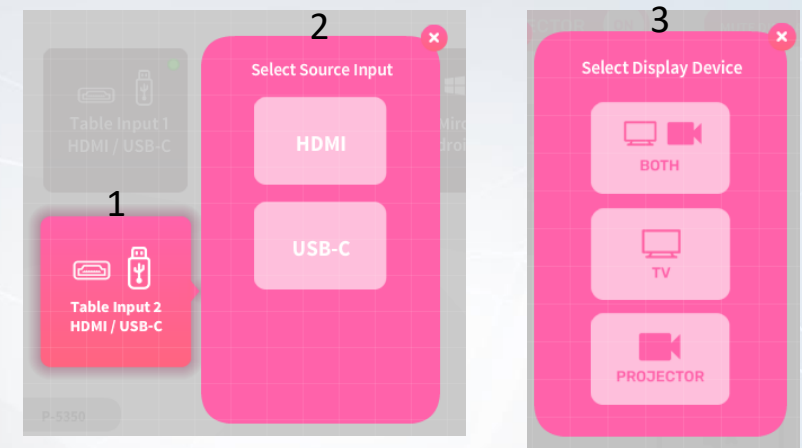 2
3
Select Source Input
Select Display Device
Table Input 1
HDMI / USB-C
HDMI
BOTH
1
USB-C
TV
Table Input 2
HDMI / USB-C
PROJECTOR
P-5350